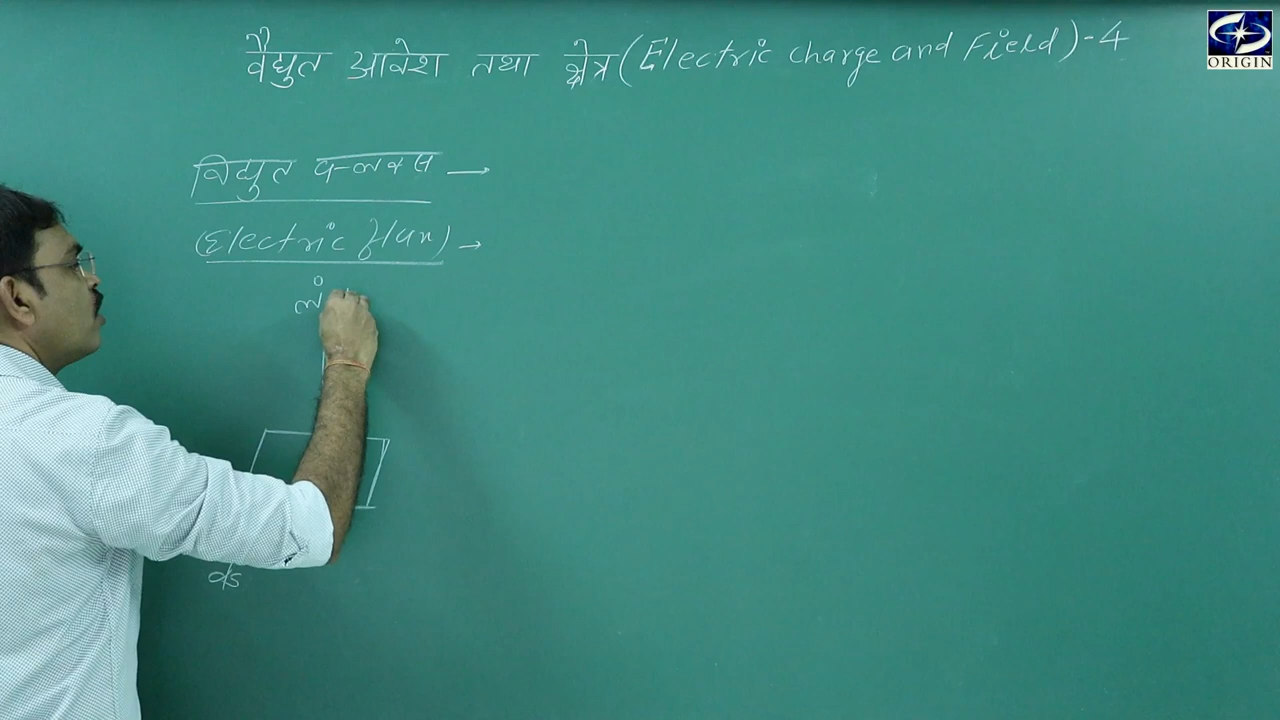 वैद्युत आवेश तथा क्षेत्र (Electric charge and Field)-4
ORIGIN
विद्युत फ्लक्स →
(Electric flux) →
लं
ds